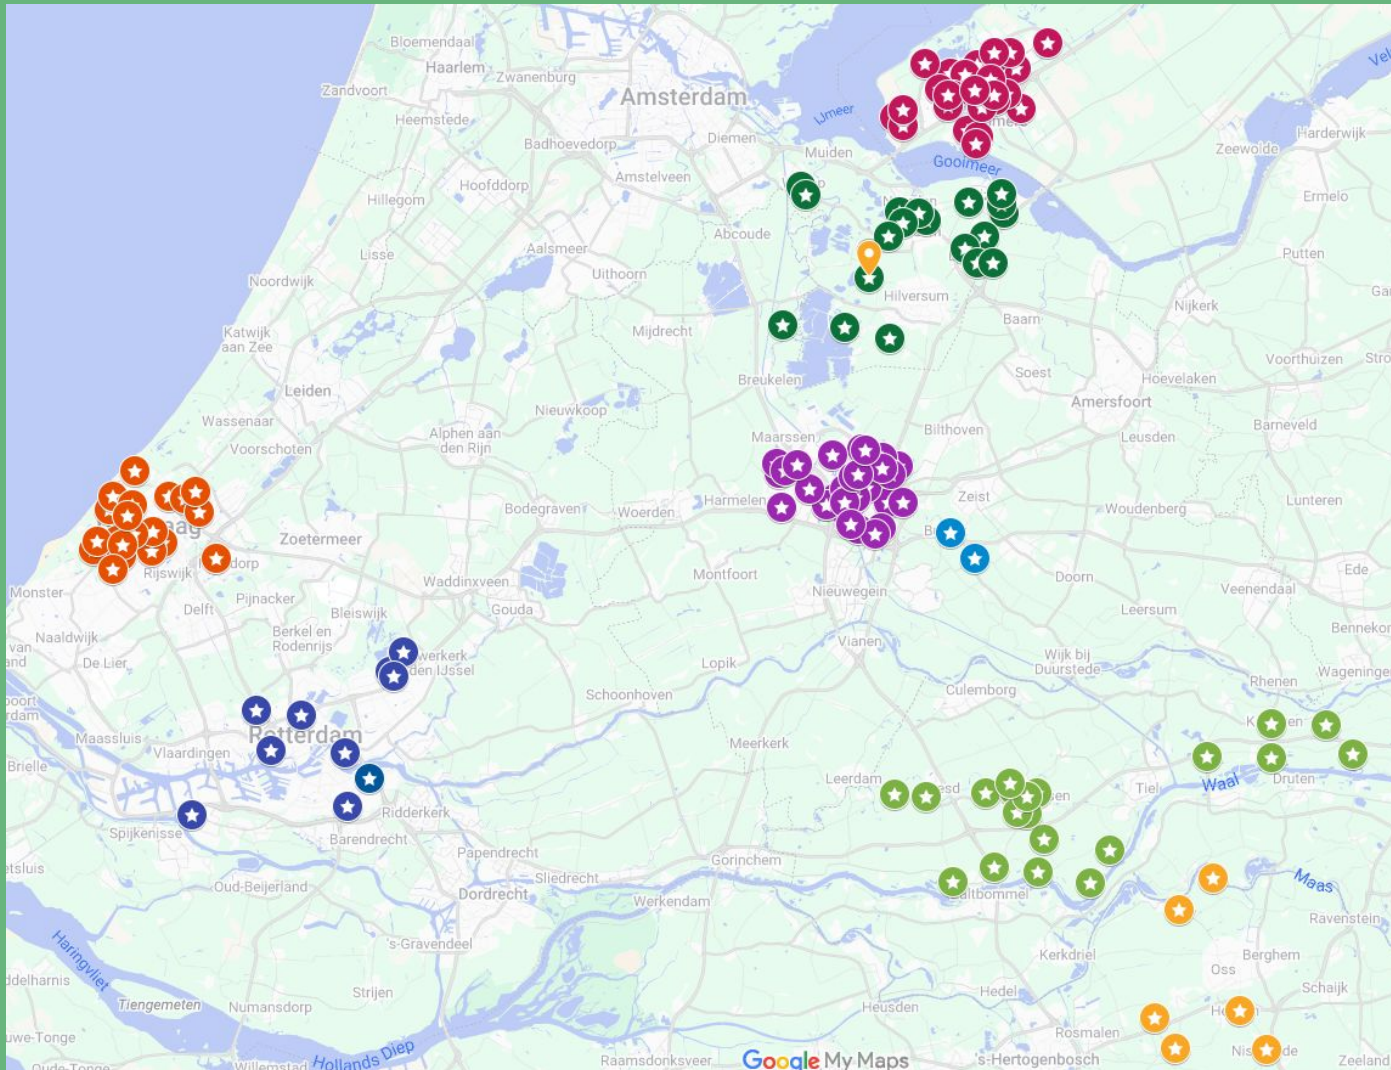 Bloemendaal
Haarlem
Zwanenburg
Zandvoort
Amsterdam
Heemstede
IJmeer
Diemen
Badhoevedorp
Muiden
Gooimeer
Zeewolde
Harderwijk
Hoofddorp
Amstelveen
Hillegom
Ermelo
Abcoude
Lisse
Aalsmeer
Putten
Uithoorn
Noordwijk
Hilversum
Nijkerk
Baarn
Katwijk
aan Zee
Mijdrecht
Voorthuizen
Breukelen
Soest
Hoevelaken
Leiden
Amersfoort
Wassenaar
Nieuwkoop
Barneveld
Alphen aan
den Rijn
Maarssen
Bilthoven
Leusden
Voorschoten
Zeist
Lunteren
Harmelen
Woerden
Bodegraven
Woudenberg
Zoetermeer
Rijswijk
Montfoort
Doorn
Ede
Monster
Waddinxveen
Veenendaal
Nieuwegein
Pijnacker
Delft
Bleiswijk
Gouda
Leersum
Naaldwijk
Berkel en
Rodenrijs
Vianen
De Lier
Lopik
Wijk bij
Duurstede
Rhenen
Schoonhoven
Culemborg
Maassluis
Rotterdam
Vlaardingen
Meerkerk
Brielle
Leerdam
Tiel
Waal
Druten
Ridderkerk
Spijkenisse
Barendrecht
Papendrecht
Gorinchem
Sliedrecht
Oud-Beijerland
Dordrecht
Werkendam
Maas
Ravenstein
's-Gravendeel
Haringvliet
Kerkdriel
Berghem
Oss
Strijen
Hedel
Schaijk
Tiengemeten
Numansdorp
Heusden
Rosmalen
Hollands Diep
Willemstad
Raamsdonksveer
Google My Maps
's-Hertogenbosch
Zeeland